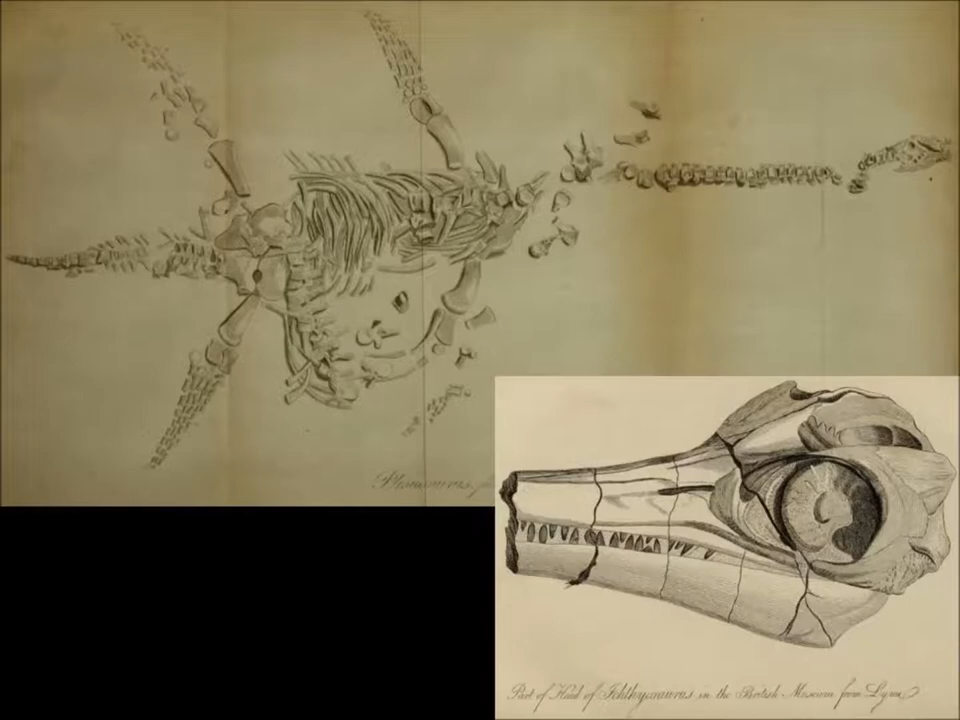 Plesiosaurus
Part of Head of Ichthyosaurus in the British Museum from Lyme